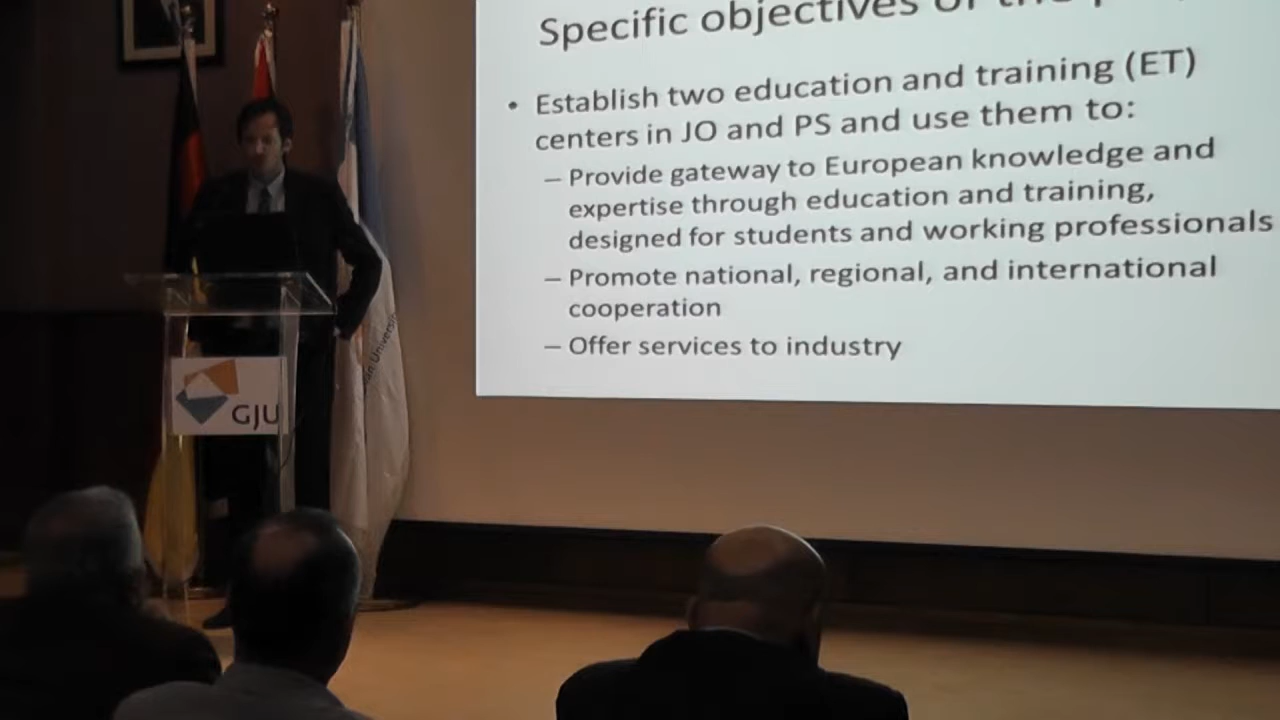 Specific objectives of the
• Establish two education and training (ET)
centers in JO and PS and use them to:
– Provide gateway to European knowledge and
expertise through education and training,
designed for students and working professionals
– Promote national, regional, and international
cooperation
– Offer services to industry
GJU